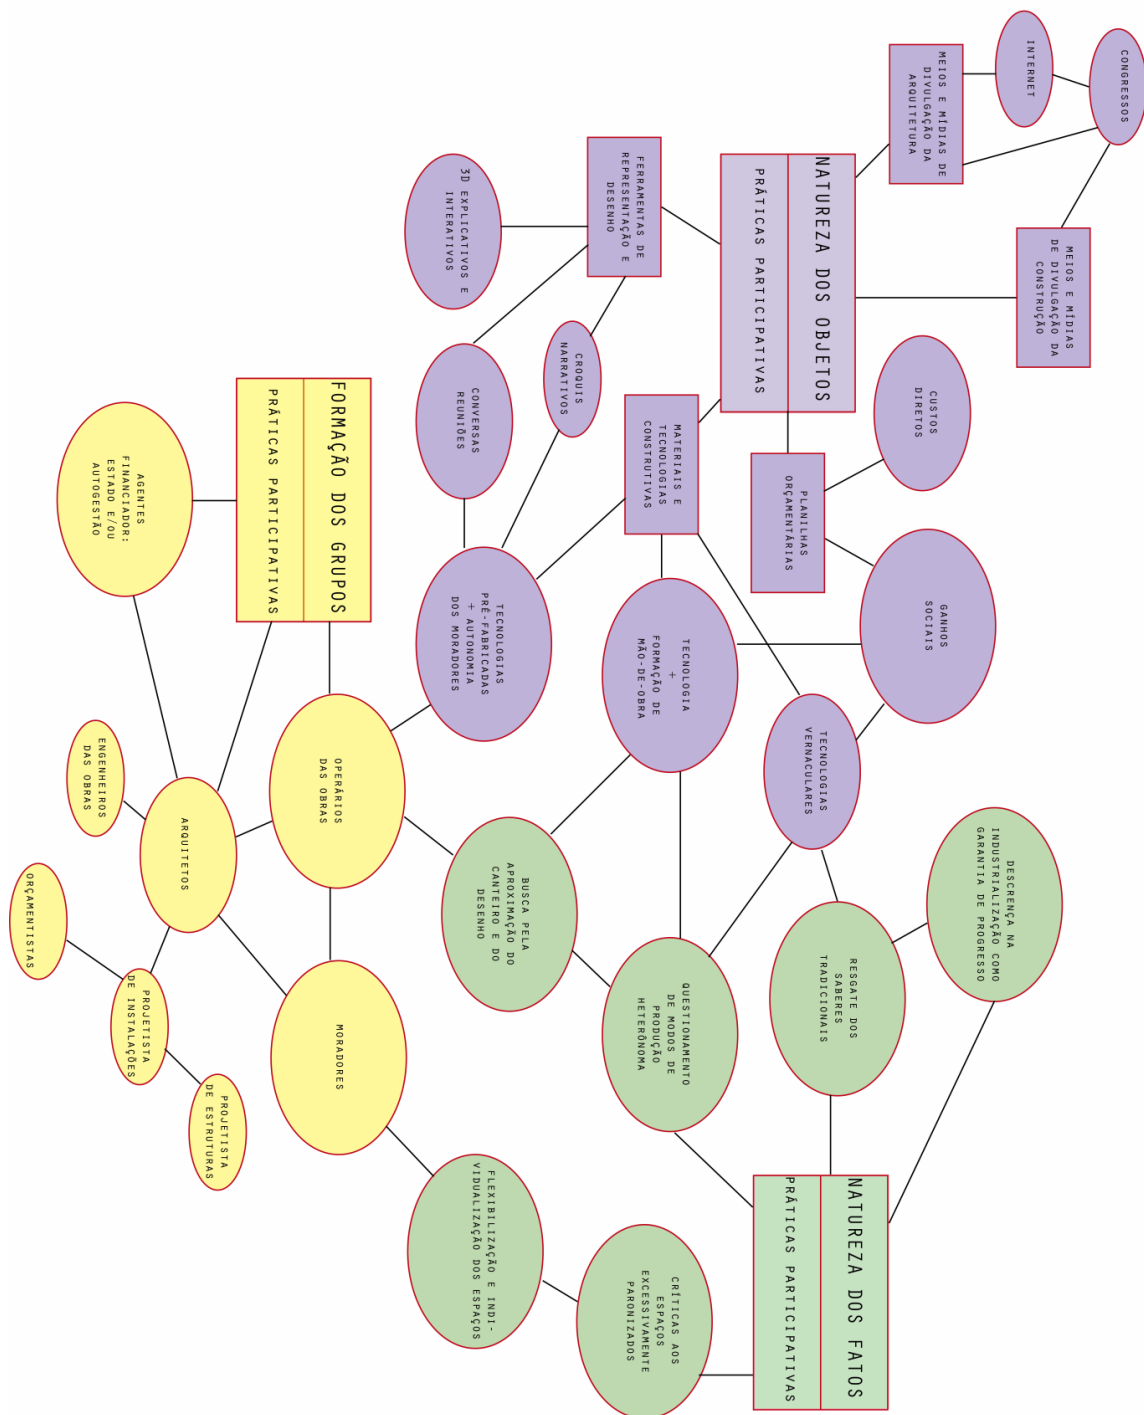 CONGRESSOS
INTERNET
MEIOS E MÍDIAS DE
DIVULGAÇÃO DA
ARQUITETURA
MEIOS E MÍDIAS
DE DIVULGAÇÃO DA
CONSTRUÇÃO
NATUREZA DOS OBJETOS
PRÁTICAS PARTICIPATIVAS
FERRAMENTAS DE
REPRESENTAÇÃO E
DESENHO
3D EXPLICATIVOS E
INTERATIVOS
CROQUIS
NARRATIVOS
CONVERSAS
REUNIÕES
CUSTOS
DIRETOS
PLANILHAS
ORÇAMENTÁRIAS
GANHOS
SOCIAIS
MATERIAIS E
TECNOLOGIAS
CONSTRUTIVAS
TECNOLOGIAS
PRÉ-FABRICADAS
+ AUTONOMIA
DOS MORADORES
TECNOLOGIA
+
FORMAÇÃO DE
MÃO-DE-OBRA
TECNOLOGIAS
VERNACULARES
DESCRENÇA NA
INDUSTRIALIZAÇÃO COMO
GARANTIA DE PROGRESSO
RESGATE DOS
SABERES
TRADICIONAIS
QUESTIONAMENTO
DE MODOS DE
PRODUÇÃO
HETERÔNOMA
BUSCA PELA
APROXIMAÇÃO DO
CANTEIRO E DO
DESENHO
NATUREZA DOS FATOS
PRÁTICAS PARTICIPATIVAS
CRÍTICAS AOS
ESPAÇOS
EXCESSIVAMENTE
PARONIZADOS
FLEXIBILIZAÇÃO E INDI-
VIDUALIZAÇÃO DOS ESPAÇOS
FORMAÇÃO DOS GRUPOS
PRÁTICAS PARTICIPATIVAS
AGENTES
FINANCIADOR:
ESTADO E/OU
AUTOGESTÃO
OPERÁRIOS
DAS OBRAS
MORADORES
ARQUITETOS
ENGENHEIROS
DAS OBRAS
PROJETISTA
DE INSTALAÇÕES
ORÇAMENTISTAS
PROJETISTA
DE ESTRUTURAS